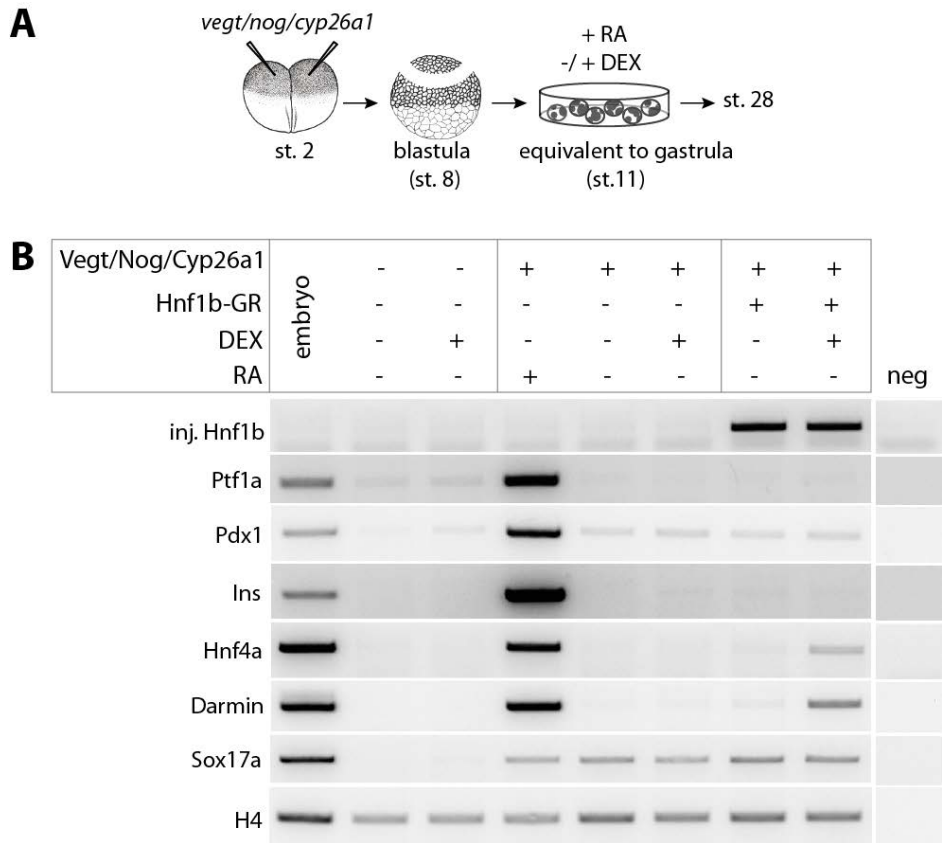 A
vegt/nog/cyp26a1
+ RA
-/ + DEX
st. 28
st. 2
blastula
(st. 8)
equivalent to gastrula
(st.11)
B
Vegt/Nog/Cyp26a1 - - + + + + +
Hnf1b-GR - - - - - + +
DEX - + - - + - +
RA - - + - - - -
embryo
neg
inj. Hnf1b
Ptf1a
Pdx1
Ins
Hnf4a
Darmin
Sox17a
H4